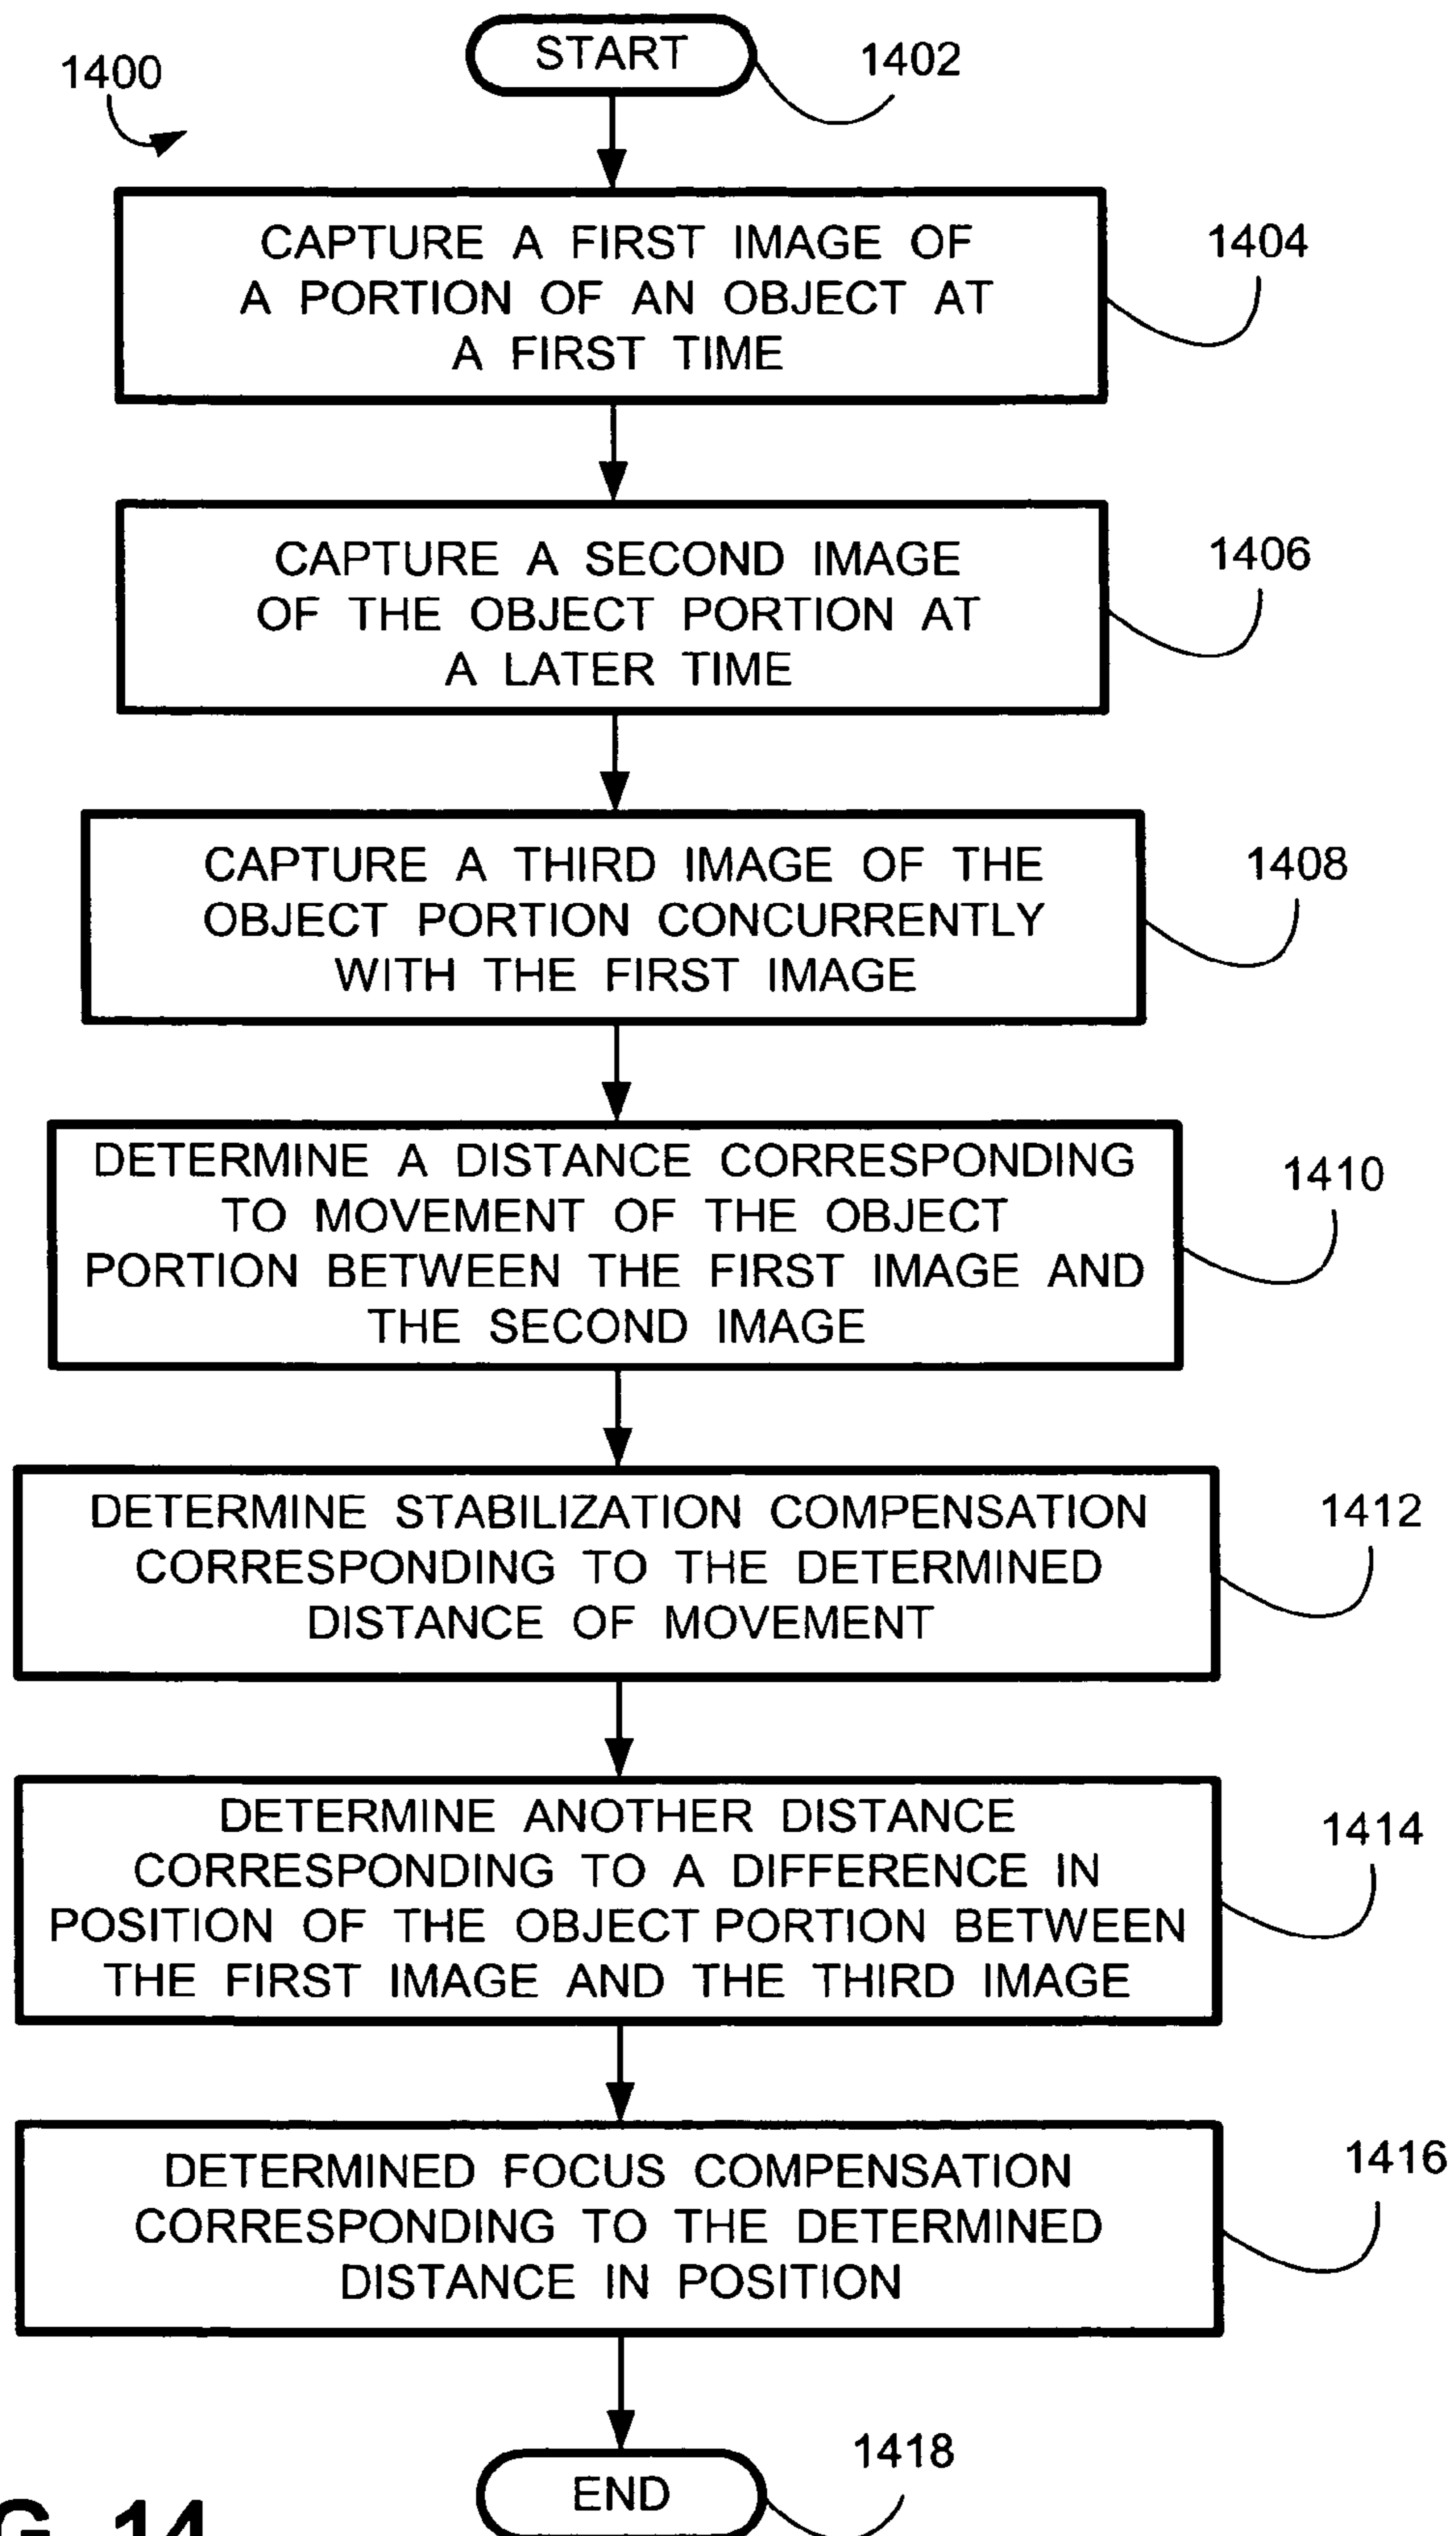 1400
START
1402
CAPTURE A FIRST IMAGE OF
A PORTION OF AN OBJECT AT
A FIRST TIME
1404
CAPTURE A SECOND IMAGE
OF THE OBJECT PORTION AT
A LATER TIME
1406
CAPTURE A THIRD IMAGE OF THE
OBJECT PORTION CONCURRENTLY
WITH THE FIRST IMAGE
1408
DETERMINE A DISTANCE CORRESPONDING
TO MOVEMENT OF THE OBJECT
PORTION BETWEEN THE FIRST IMAGE AND
THE SECOND IMAGE
1410
DETERMINE STABILIZATION COMPENSATION
CORRESPONDING TO THE DETERMINED
DISTANCE OF MOVEMENT
1412
DETERMINE ANOTHER DISTANCE
CORRESPONDING TO A DIFFERENCE IN
POSITION OF THE OBJECT PORTION BETWEEN
THE FIRST IMAGE AND THE THIRD IMAGE
1414
DETERMINED FOCUS COMPENSATION
CORRESPONDING TO THE DETERMINED
DISTANCE IN POSITION
1416
END
1418
14